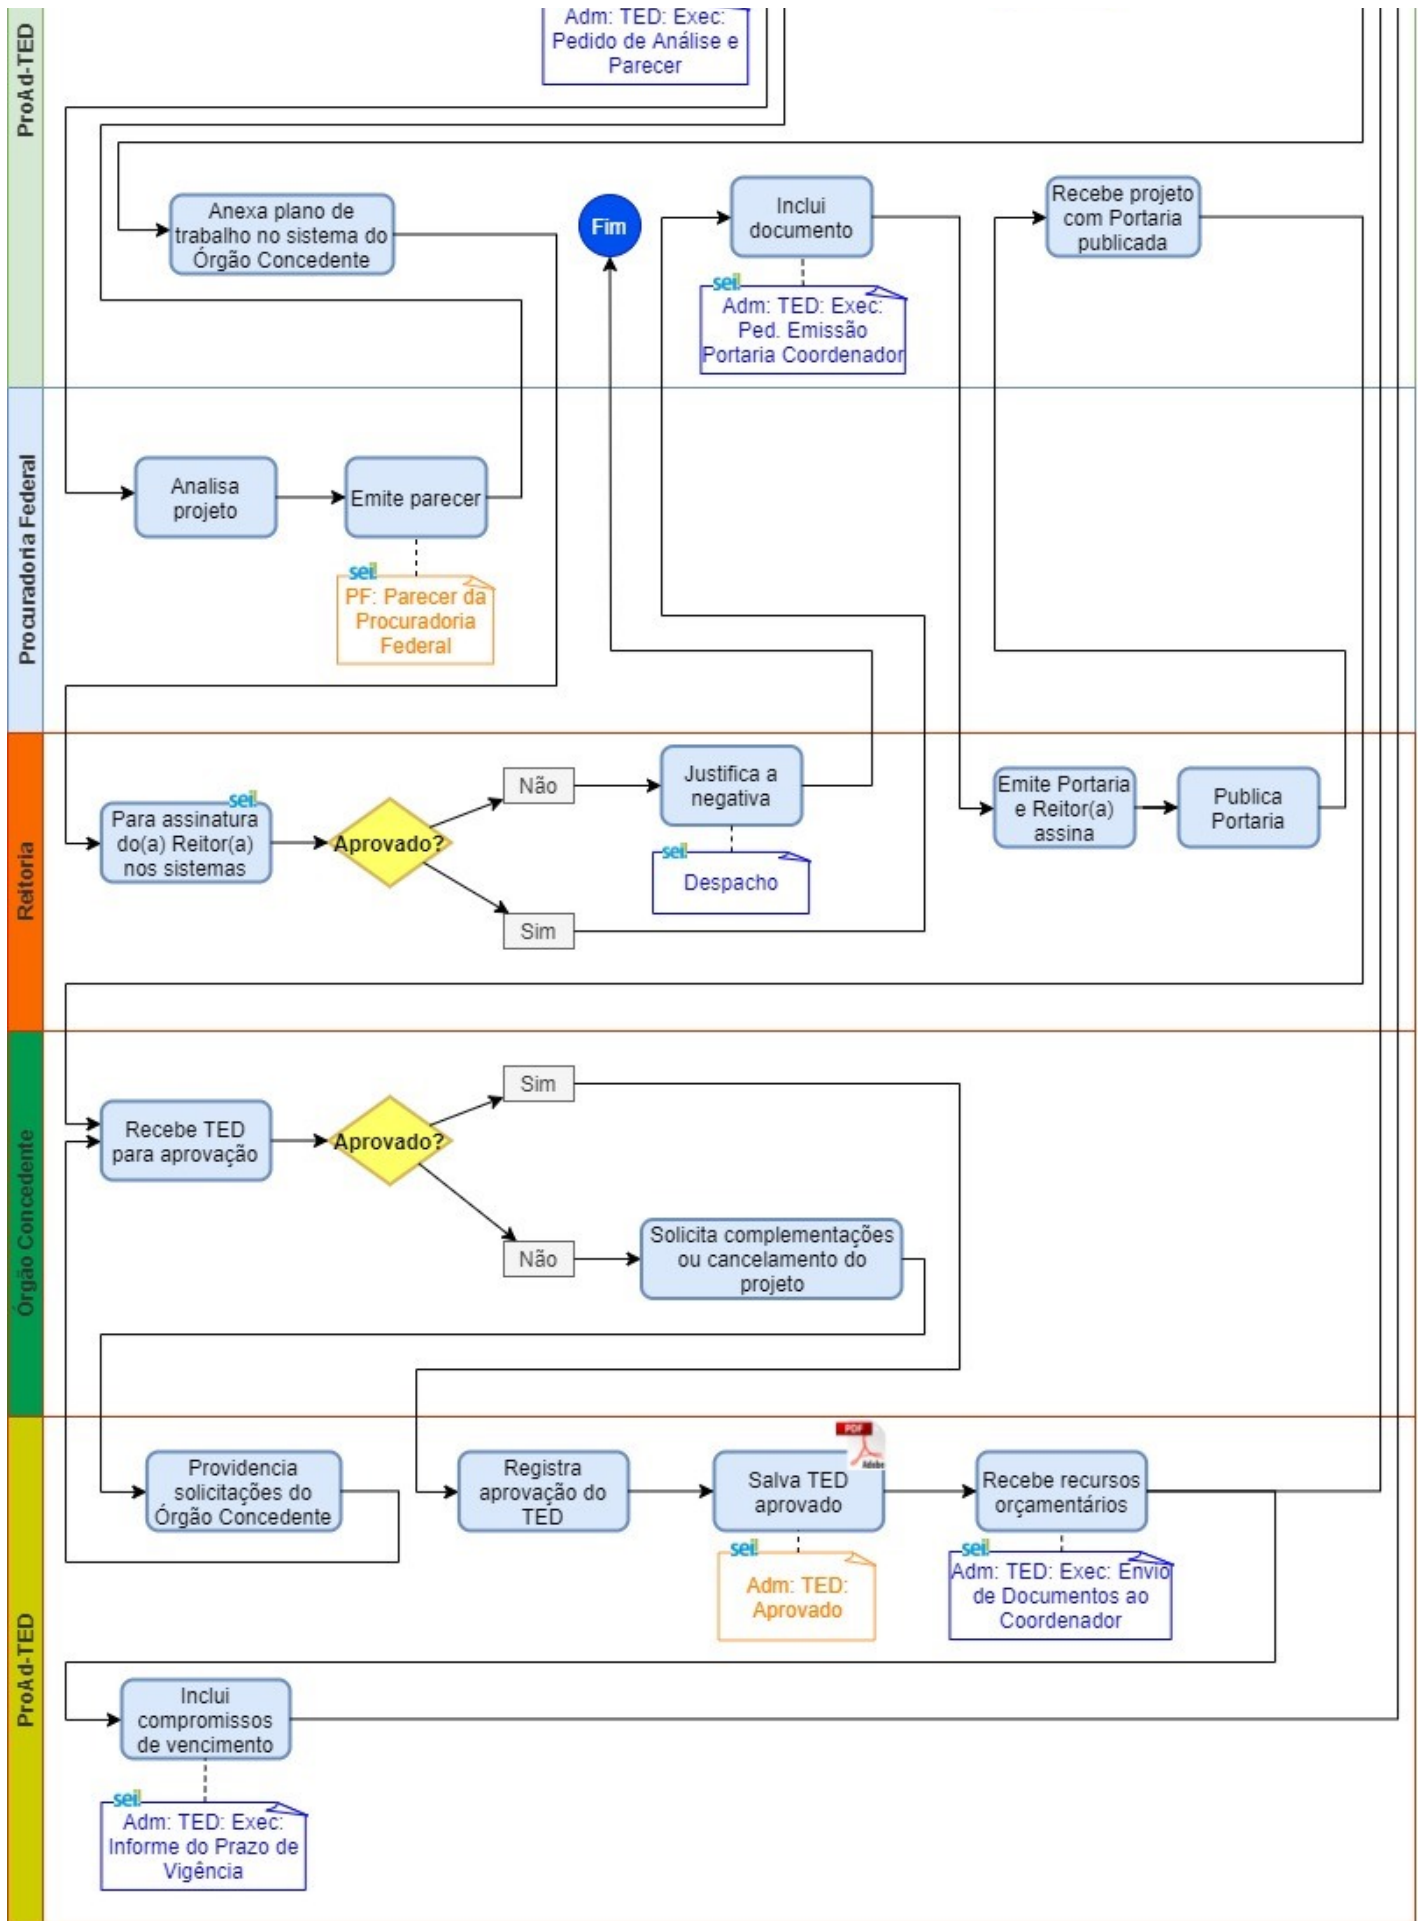 ProAd-TED
Adm: TED: Exec:
Pedido de Análise e
Parecer
Anexa plano de
trabalho no sistema do
Órgão Concedente
Fim
Inclui
documento
sei!
Adm: TED: Exec:
Ped. Emissão
Portaria Coordenador
Recebe projeto
com Portaria
publicada
Procuradoria Federal
Analisa
projeto
Emite parecer
sei!
PF: Parecer da
Procuradoria
Federal
Reitoria
sei!
Para assinatura
do(a) Reitor(a)
nos sistemas
Aprovado?
Não
Sim
Justifica a
negativa
sei!
Despacho
Emite Portaria
e Reitor(a)
assina
Publica
Portaria
Órgão Concedente
Recebe TED
para aprovação
Aprovado?
Sim
Não
Solicita complementações
ou cancelamento do
projeto
ProAd-TED
Providencia
solicitações do
Órgão Concedente
Registra
aprovação do
TED
PDF
Adobe
Salva TED
aprovado
sei!
Adm: TED:
Aprovado
Recebe recursos
orçamentários
sei!
Adm: TED: Exec: Envio
de Documentos ao
Coordenador
Inclui
compromissos
de vencimento
sei!
Adm: TED: Exec:
Informe do Prazo de
Vigência